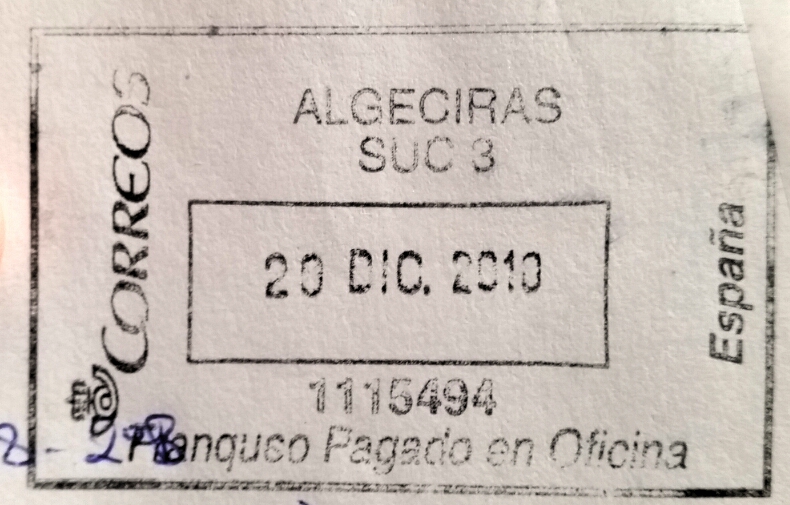 CORREOS
ALGECIRAS
SUC 3
20 DIC. 2010
España
1115494
Franqueo Pagado en Oficina